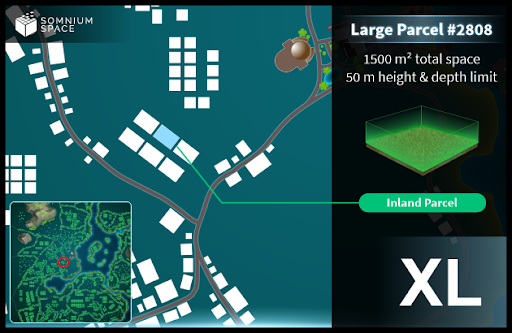 SOMNIUM
SPACE
Large Parcel #2808
1500 m² total space
50 m height & depth limit
Inland Parcel
XL